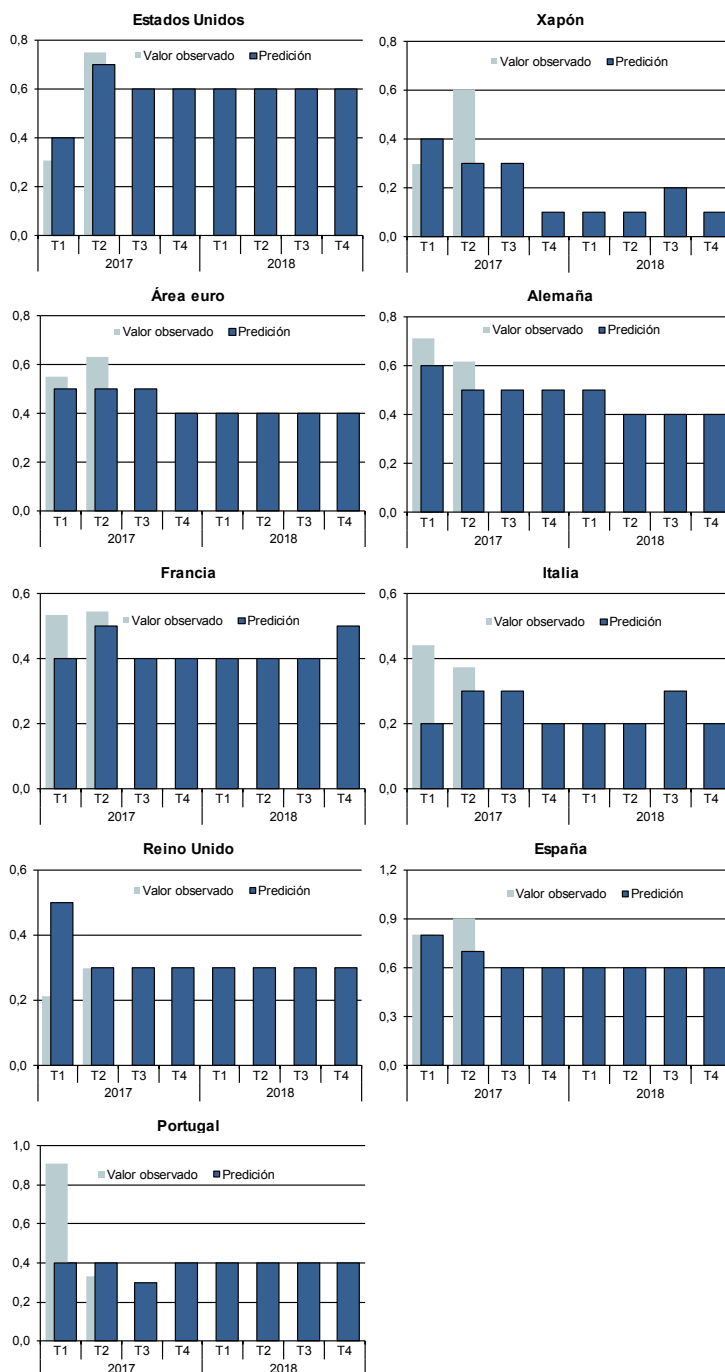 Estados Unidos
0,8
0,6
0,4
0,2
0,0
Valor observado Predición
T1 T2 T3 T4 T1 T2 T3 T4
2017 2018
Xapón
0,8
0,6
0,4
0,2
0,0
Valor observado Predición
T1 T2 T3 T4 T1 T2 T3 T4
2017 2018
Área euro
0,8
0,6
0,4
0,2
0,0
Valor observado Predición
T1 T2 T3 T4 T1 T2 T3 T4
2017 2018
Alemaña
0,8
0,6
0,4
0,2
0,0
Valor observado Predición
T1 T2 T3 T4 T1 T2 T3 T4
2017 2018
Francia
0,6
0,4
0,2
0,0
Valor observado Predición
T1 T2 T3 T4 T1 T2 T3 T4
2017 2018
Italia
0,6
0,4
0,2
0,0
Valor observado Predición
T1 T2 T3 T4 T1 T2 T3 T4
2017 2018
Reino Unido
0,6
0,4
0,2
0,0
Valor observado Predición
T1 T2 T3 T4 T1 T2 T3 T4
2017 2018
España
1,2
0,9
0,6
0,3
0,0
Valor observado Predición
T1 T2 T3 T4 T1 T2 T3 T4
2017 2018
Portugal
1,0
0,8
0,6
0,4
0,2
0,0
Valor observado Predición
T1 T2 T3 T4 T1 T2 T3 T4
2017 2018